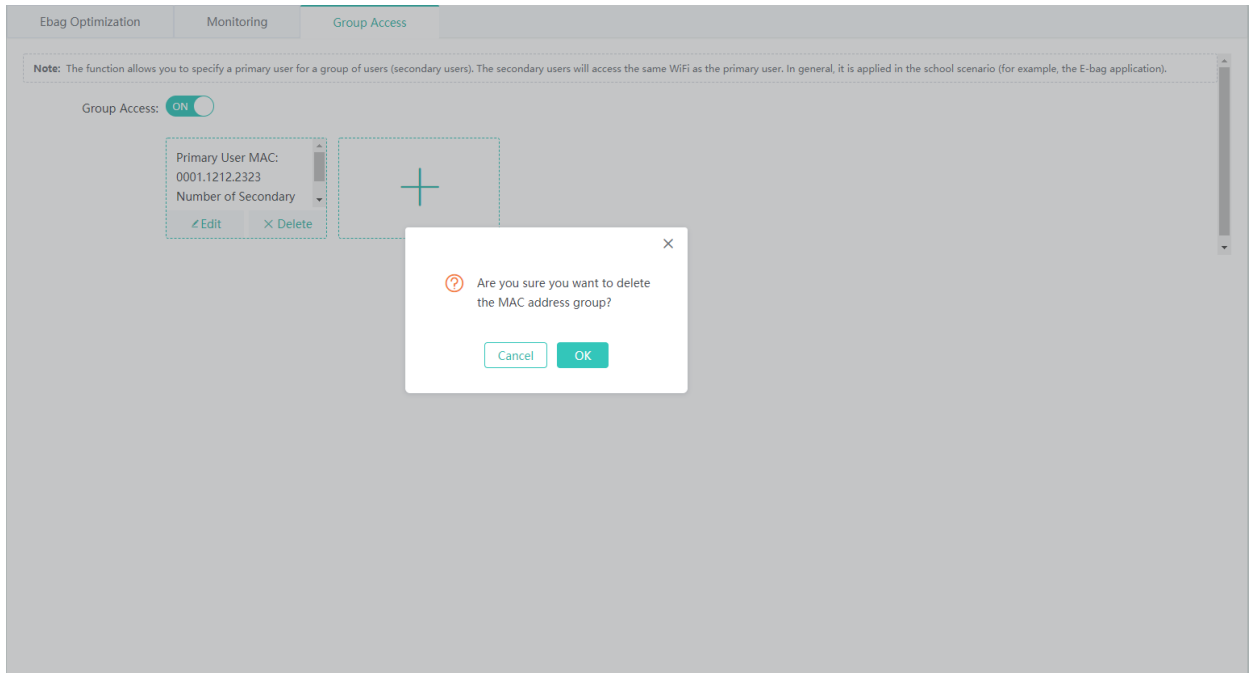 Ebag Optimization
Monitoring
Group Access
Note: The function allows you to specify a primary user for a group of users (secondary users). The secondary users will access the same WiFi as the primary user. In general, it is applied in the school scenario (for example, the E-bag application).
Group Access: ON
Primary User MAC:
0001.1212.2323
Number of Secondary
Edit
Delete
Are you sure you want to delete
the MAC address group?
Cancel
OK